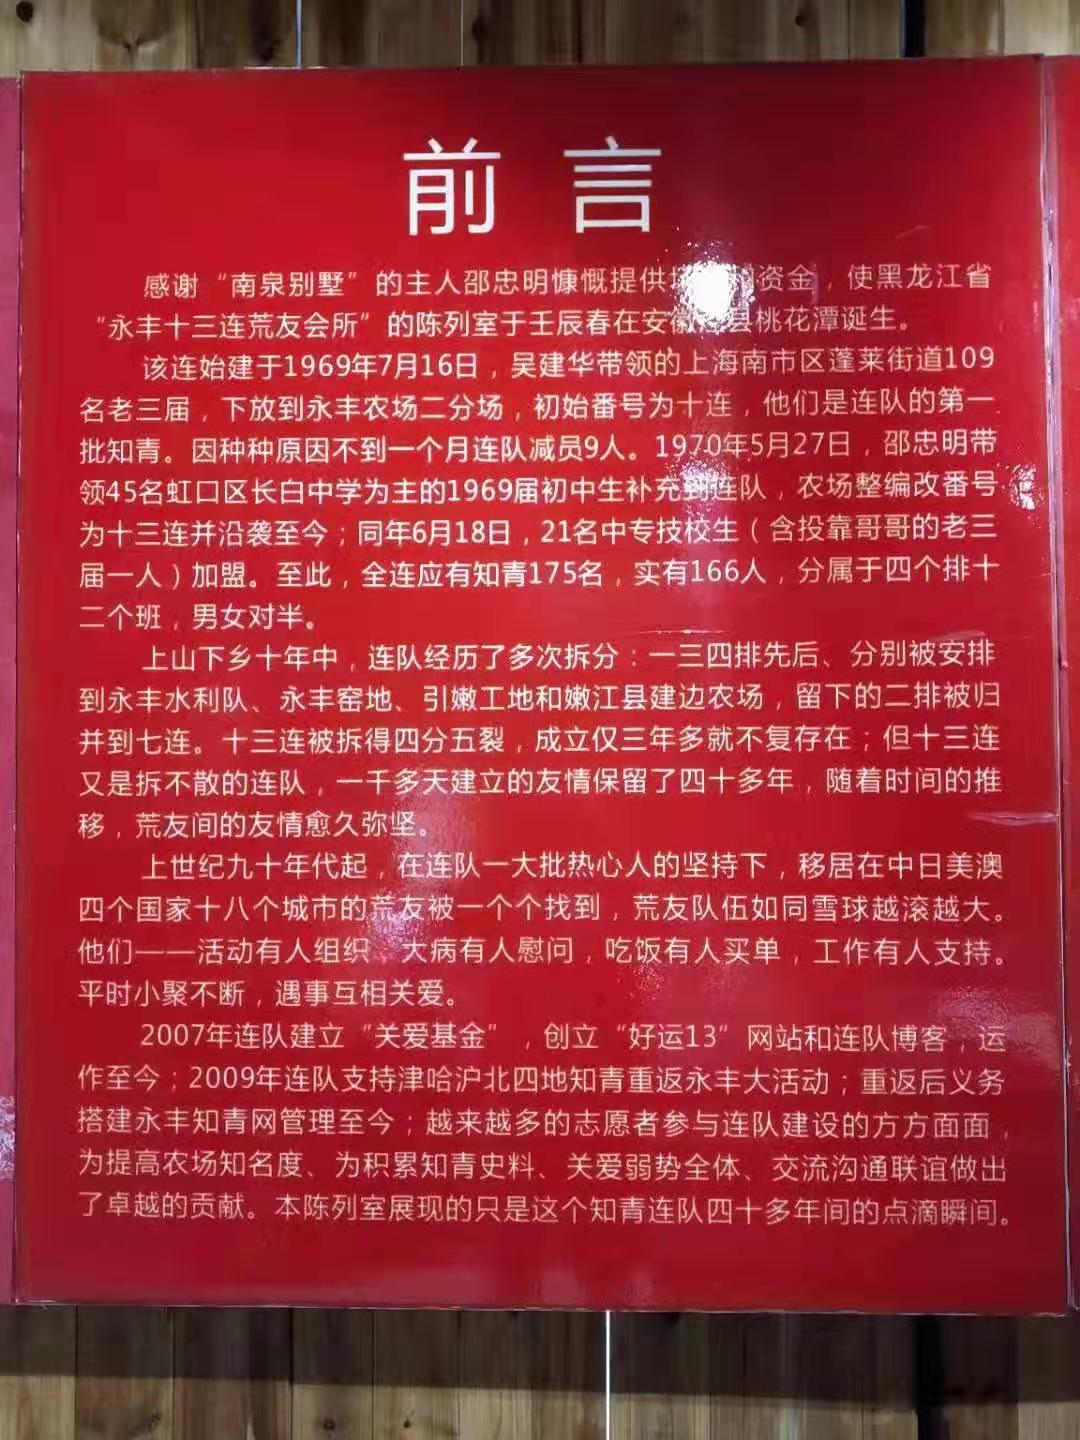 前言
感谢“南泉别墅”的主人邵忠明慷慨提供 资金，使黑龙江省
“永丰十三连荒友会所”的陈列室于壬辰春在安徽 县桃花潭诞生。
该连始建于1969年7月16日，吴建华带领的上海南市区蓬莱街道109
名老三届，下放到永丰农场二分场，初始番号为十连，他们是连队的第一
批知青。因种种原因不到一个月连队减员9人。1970年5月27日，邵忠明带
领45名虹口区长白中学为主的1969届初中生补充到连队，农场整编改番号
为十三连并沿袭至今；同年6月18日，21名中专技校生（含投靠哥哥的老三
届一人）加盟。至此，全连应有知青175名，实有166人，分属于四个排十
二个班，男女对半。
上山下乡十年中，连队经历了多次拆分：一三四排先后、分别被安排
到永丰水利队、永丰窑地、引嫩工地和嫩江县建边农场，留下的二排被归
并到七连。十三连被拆得四分五裂，成立仅三年多就不复存在；但十三连
又是拆不散的连队，一千多天建立的友情保留了四十多年，随着时间的推
移，荒友间的友情愈久弥坚。
上世纪九十年代起，在连队一大批热心人的坚持下，移居在中日美澳
四个国家十八个城市的荒友被一个个找到，荒友队伍如同雪球越滚越大。
他们——活动有人组织、大病有人慰问，吃饭有人买单，工作有人支持。
平时小聚不断，遇事互相关爱。
2007年连队建立“关爱基金”，创立“好运13”网站和连队博客，运
作至今；2009年连队支持津哈沪北四地知青重返永丰大活动；重返后义务
搭建永丰知青网管理至今；越来越多的志愿者参与连队建设的方方面面，
为提高农场知名度、为积累知青史料、关爱弱势全体、交流沟通联谊做出
了卓越的贡献。本陈列室展现的只是这个知青连队四十多年间的点滴瞬间。